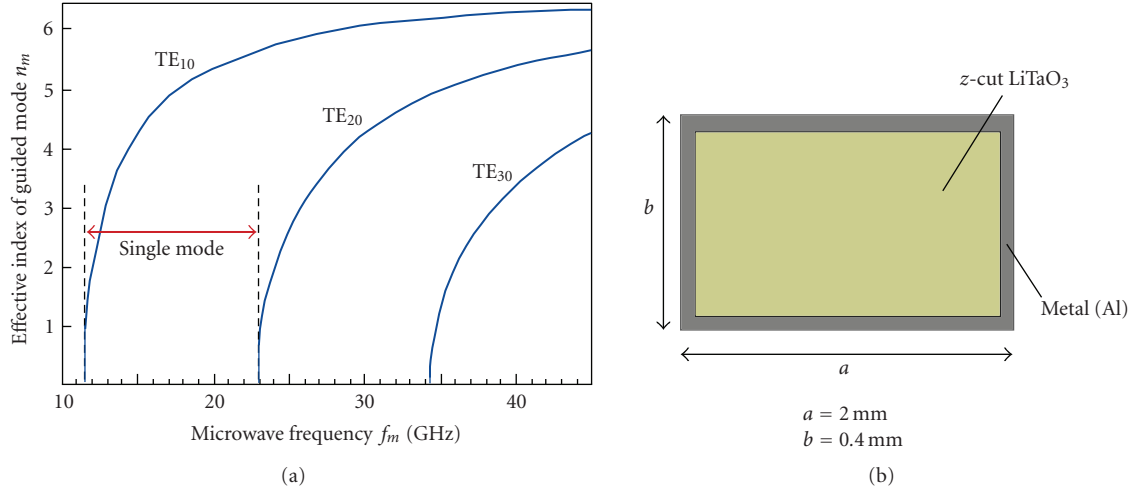 6
5
4
3
2
1
10
20
30
40
Effective index of guided mode n_m
Microwave frequency f_m (GHz)
TE₁₀
TE₂₀
TE₃₀
Single mode
(a)
z-cut LiTaO₃
b
Metal (Al)
a
a = 2 mm
b = 0.4 mm
(b)